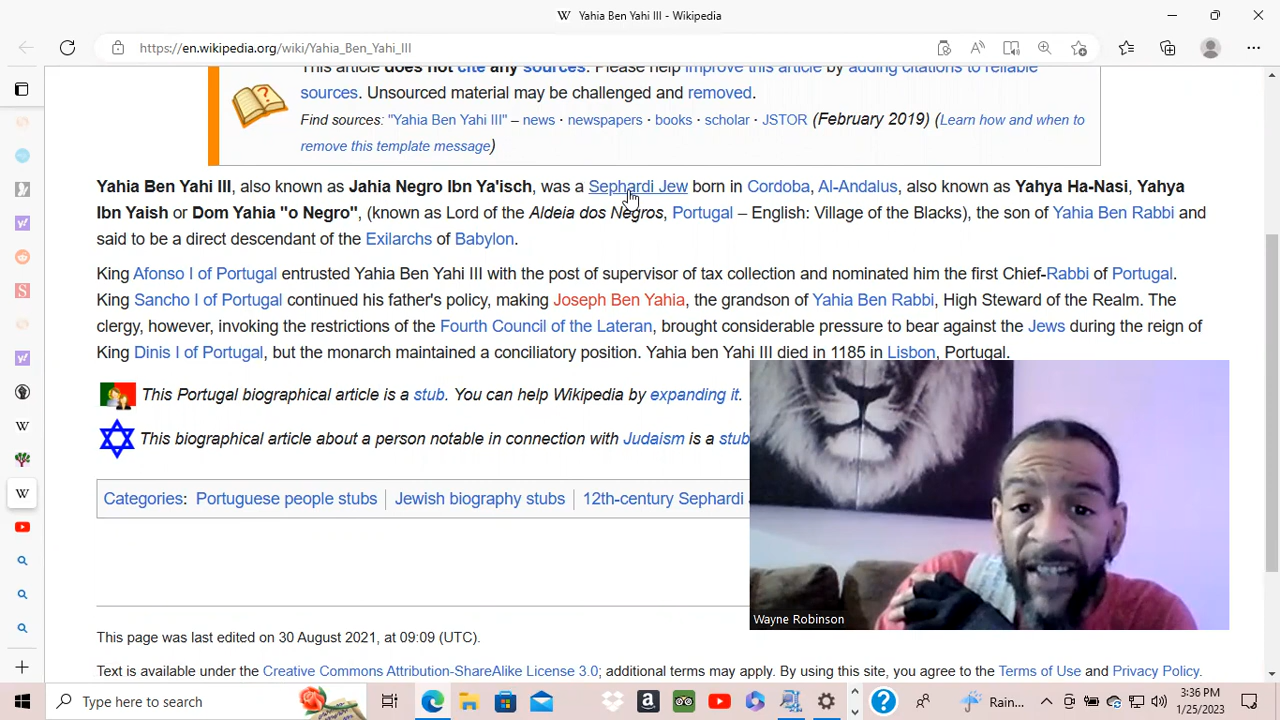 Yahia Ben Yahi III - Wikipedia
https://en.wikipedia.org/wiki/Yahia_Ben_Yahi_III
This article does not cite any sources. Please help improve this article by adding citations to reliable
sources. Unsourced material may be challenged and removed.
Find sources: "Yahia Ben Yahi III" – news · newspapers · books · scholar · JSTOR (February 2019) (Learn how and when to
remove this template message)
Yahia Ben Yahi III, also known as Jahia Negro Ibn Ya'isch, was a Sephardi Jew born in Cordoba, Al-Andalus, also known as Yahya Ha-Nasi, Yahya
Ibn Yaish or Dom Yahia "o Negro", (known as Lord of the Aldeia dos Negros, Portugal – English: Village of the Blacks), the son of Yahia Ben Rabbi and
said to be a direct descendant of the Exilarchs of Babylon.
King Afonso I of Portugal entrusted Yahia Ben Yahi III with the post of supervisor of tax collection and nominated him the first Chief-Rabbi of Portugal.
King Sancho I of Portugal continued his father's policy, making Joseph Ben Yahia, the grandson of Yahia Ben Rabbi, High Steward of the Realm. The
clergy, however, invoking the restrictions of the Fourth Council of the Lateran, brought considerable pressure to bear against the Jews during the reign of
King Dinis I of Portugal, but the monarch maintained a conciliatory position. Yahia ben Yahi III died in 1185 in Lisbon, Portugal.
This Portugal biographical article is a stub. You can help Wikipedia by expanding it.
This biographical article about a person notable in connection with Judaism is a stub
Categories: Portuguese people stubs Jewish biography stubs 12th-century Sephardi
Wayne Robinson
This page was last edited on 30 August 2021, at 09:09 (UTC).
Text is available under the Creative Commons Attribution-ShareAlike License 3.0; additional terms may apply. By using this site, you agree to the Terms of Use and Privacy Policy.
Type here to search
Rain...
3:36 PM
1/25/2023